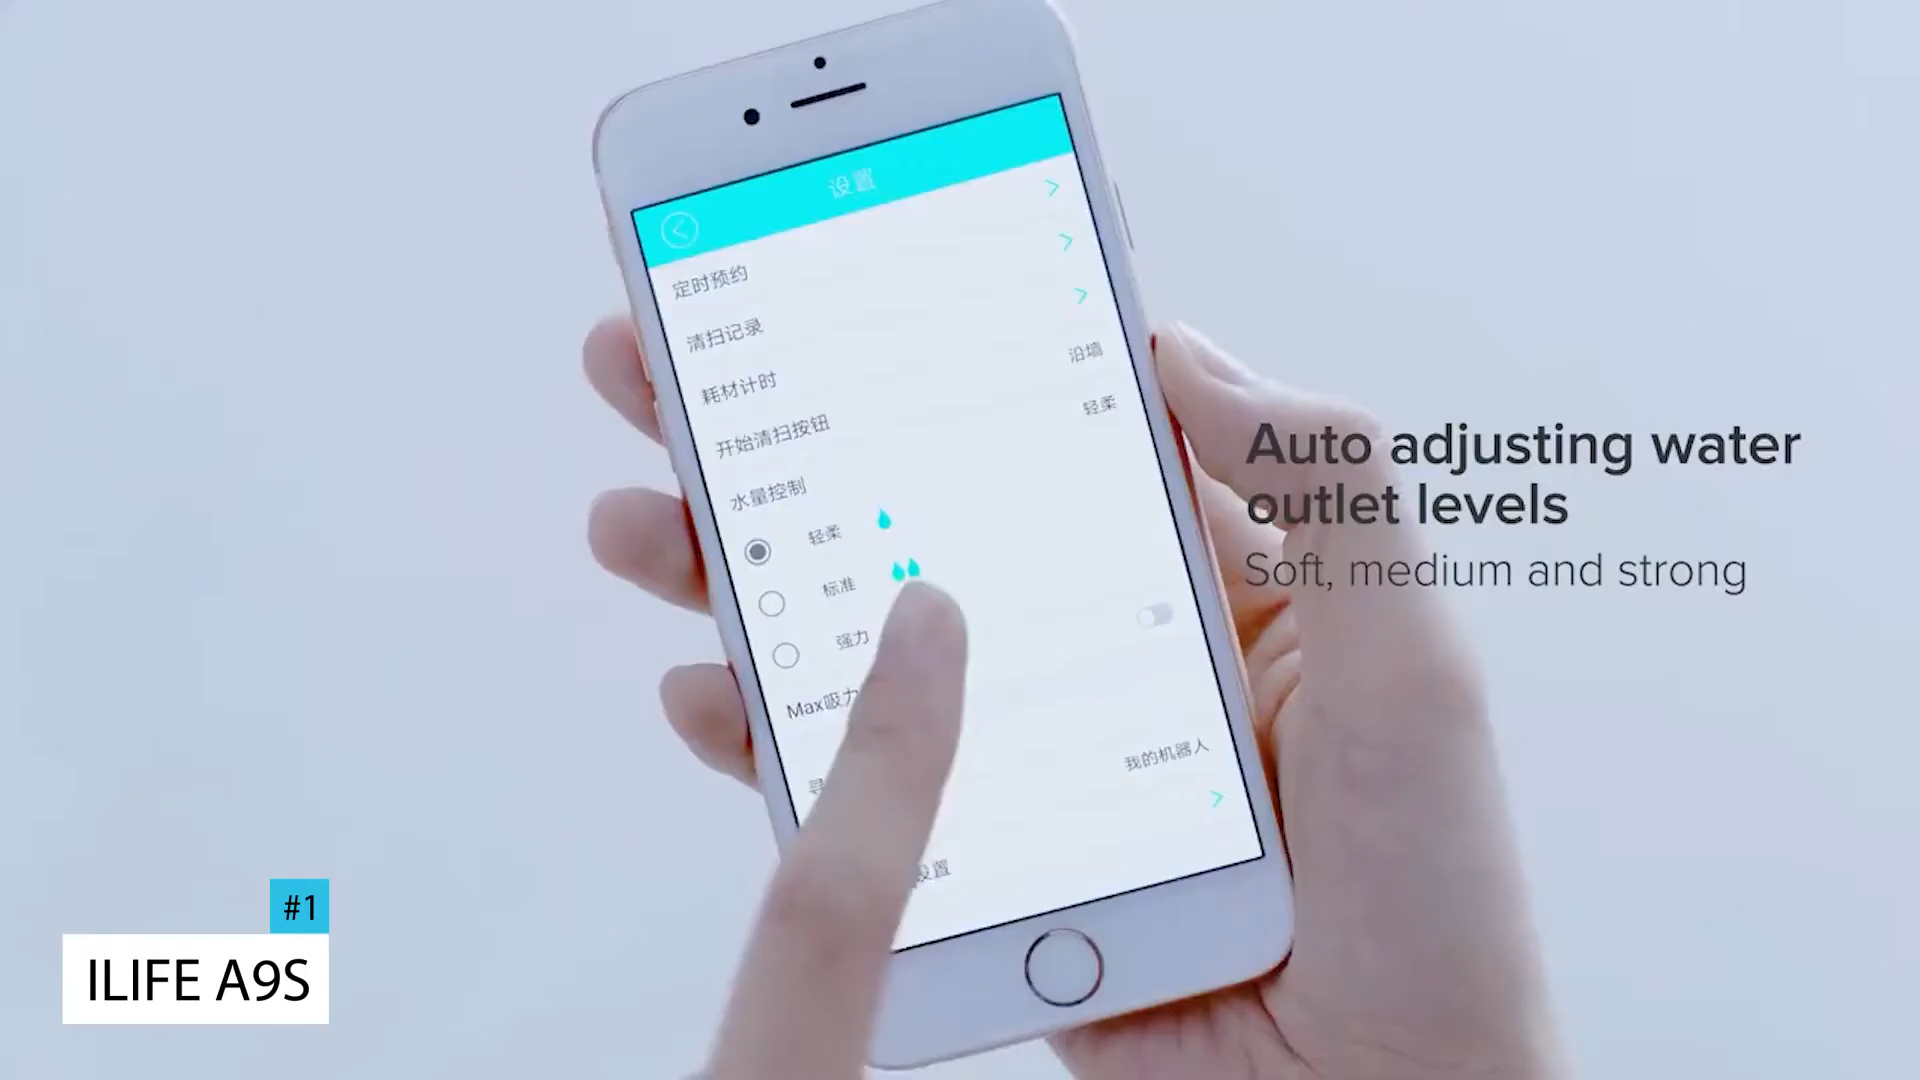 设置
定时预约
清扫记录
耗材计时
开始清扫按钮
沿墙
水量控制
轻柔
轻柔
标准
强力
Max吸力
我的机器人
设置
Auto adjusting water
outlet levels
Soft, medium and strong
#1
ILIFE A9S